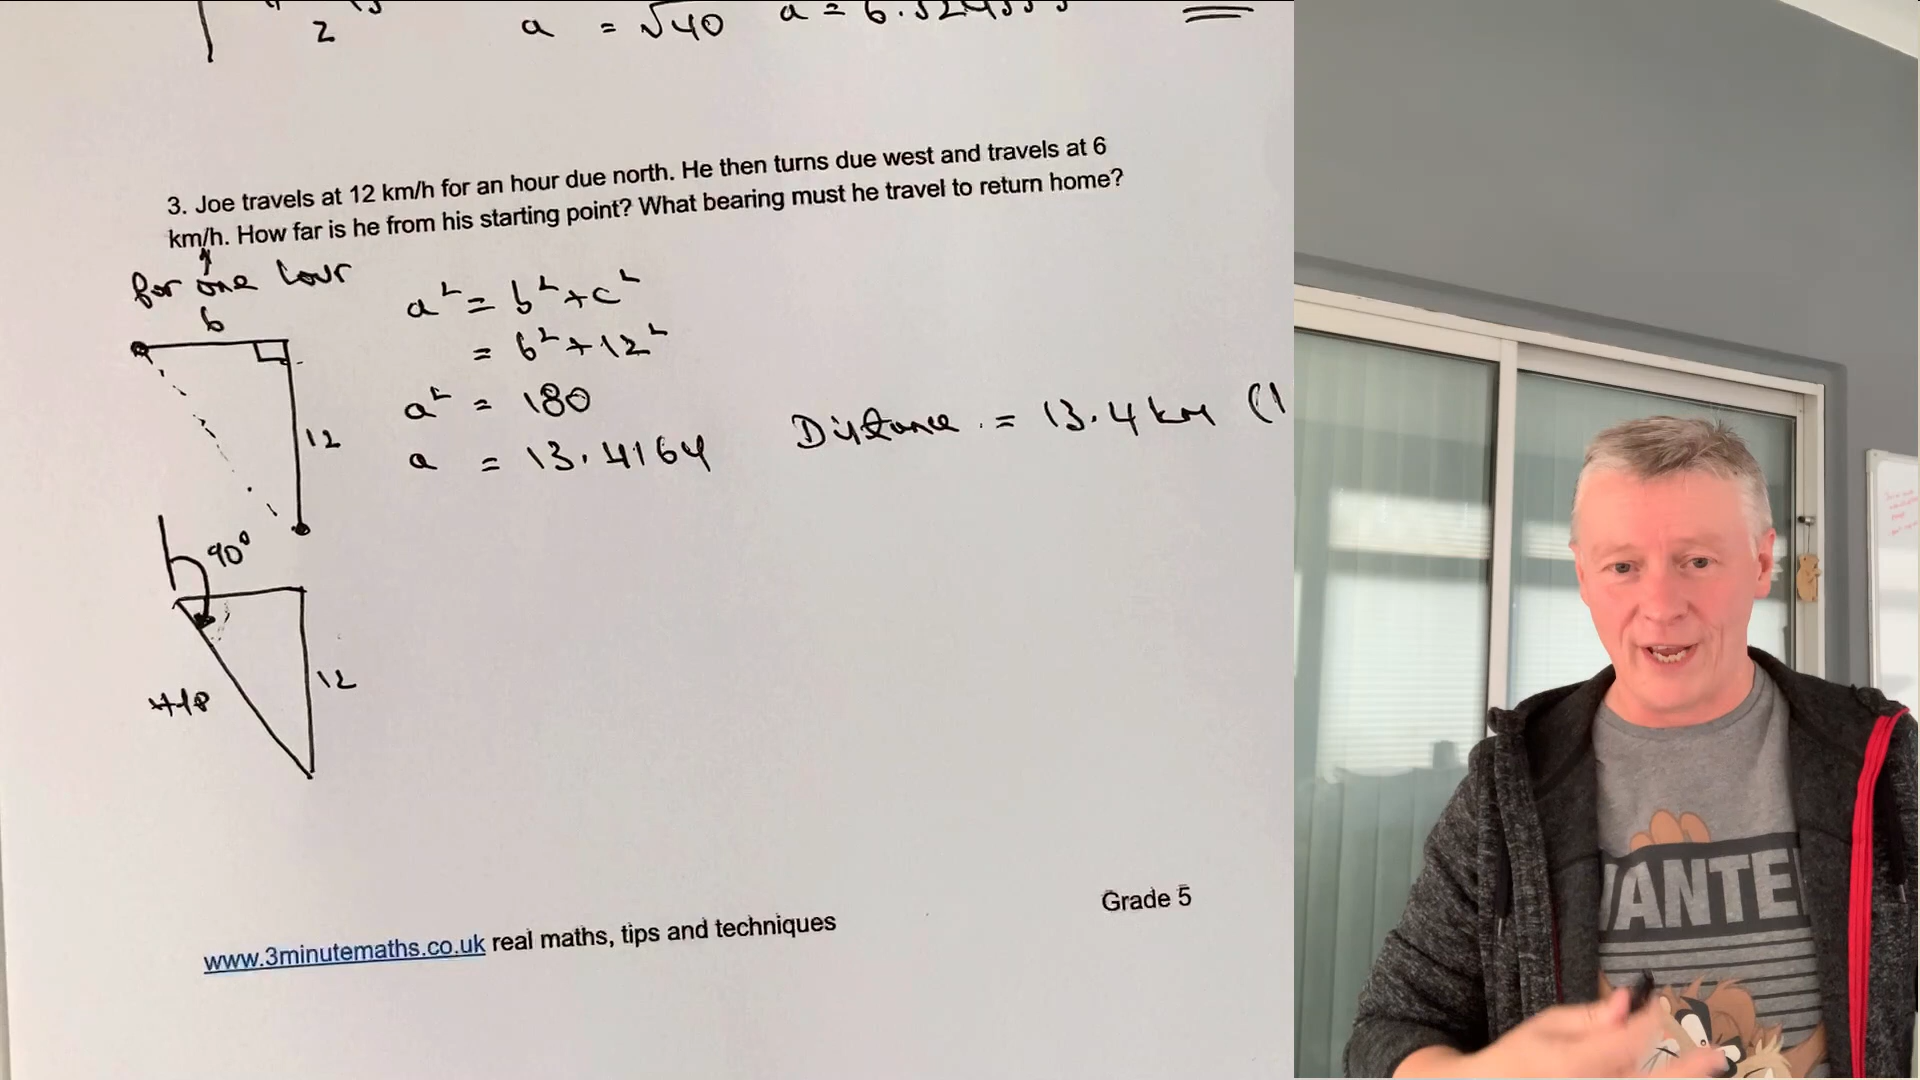 2
a = √40
3. Joe travels at 12 km/h for an hour due north. He then turns due west and travels at 6
km/h. How far is he from his starting point? What bearing must he travel to return home?
for one hour
6
12
a² = b² + c²
= 6² + 12²
a² = 180
a = 13.4164
Distance = 13.4 km (1
90°
12
Grade 5
www.3minutemaths.co.uk real maths, tips and techniques
WANTE